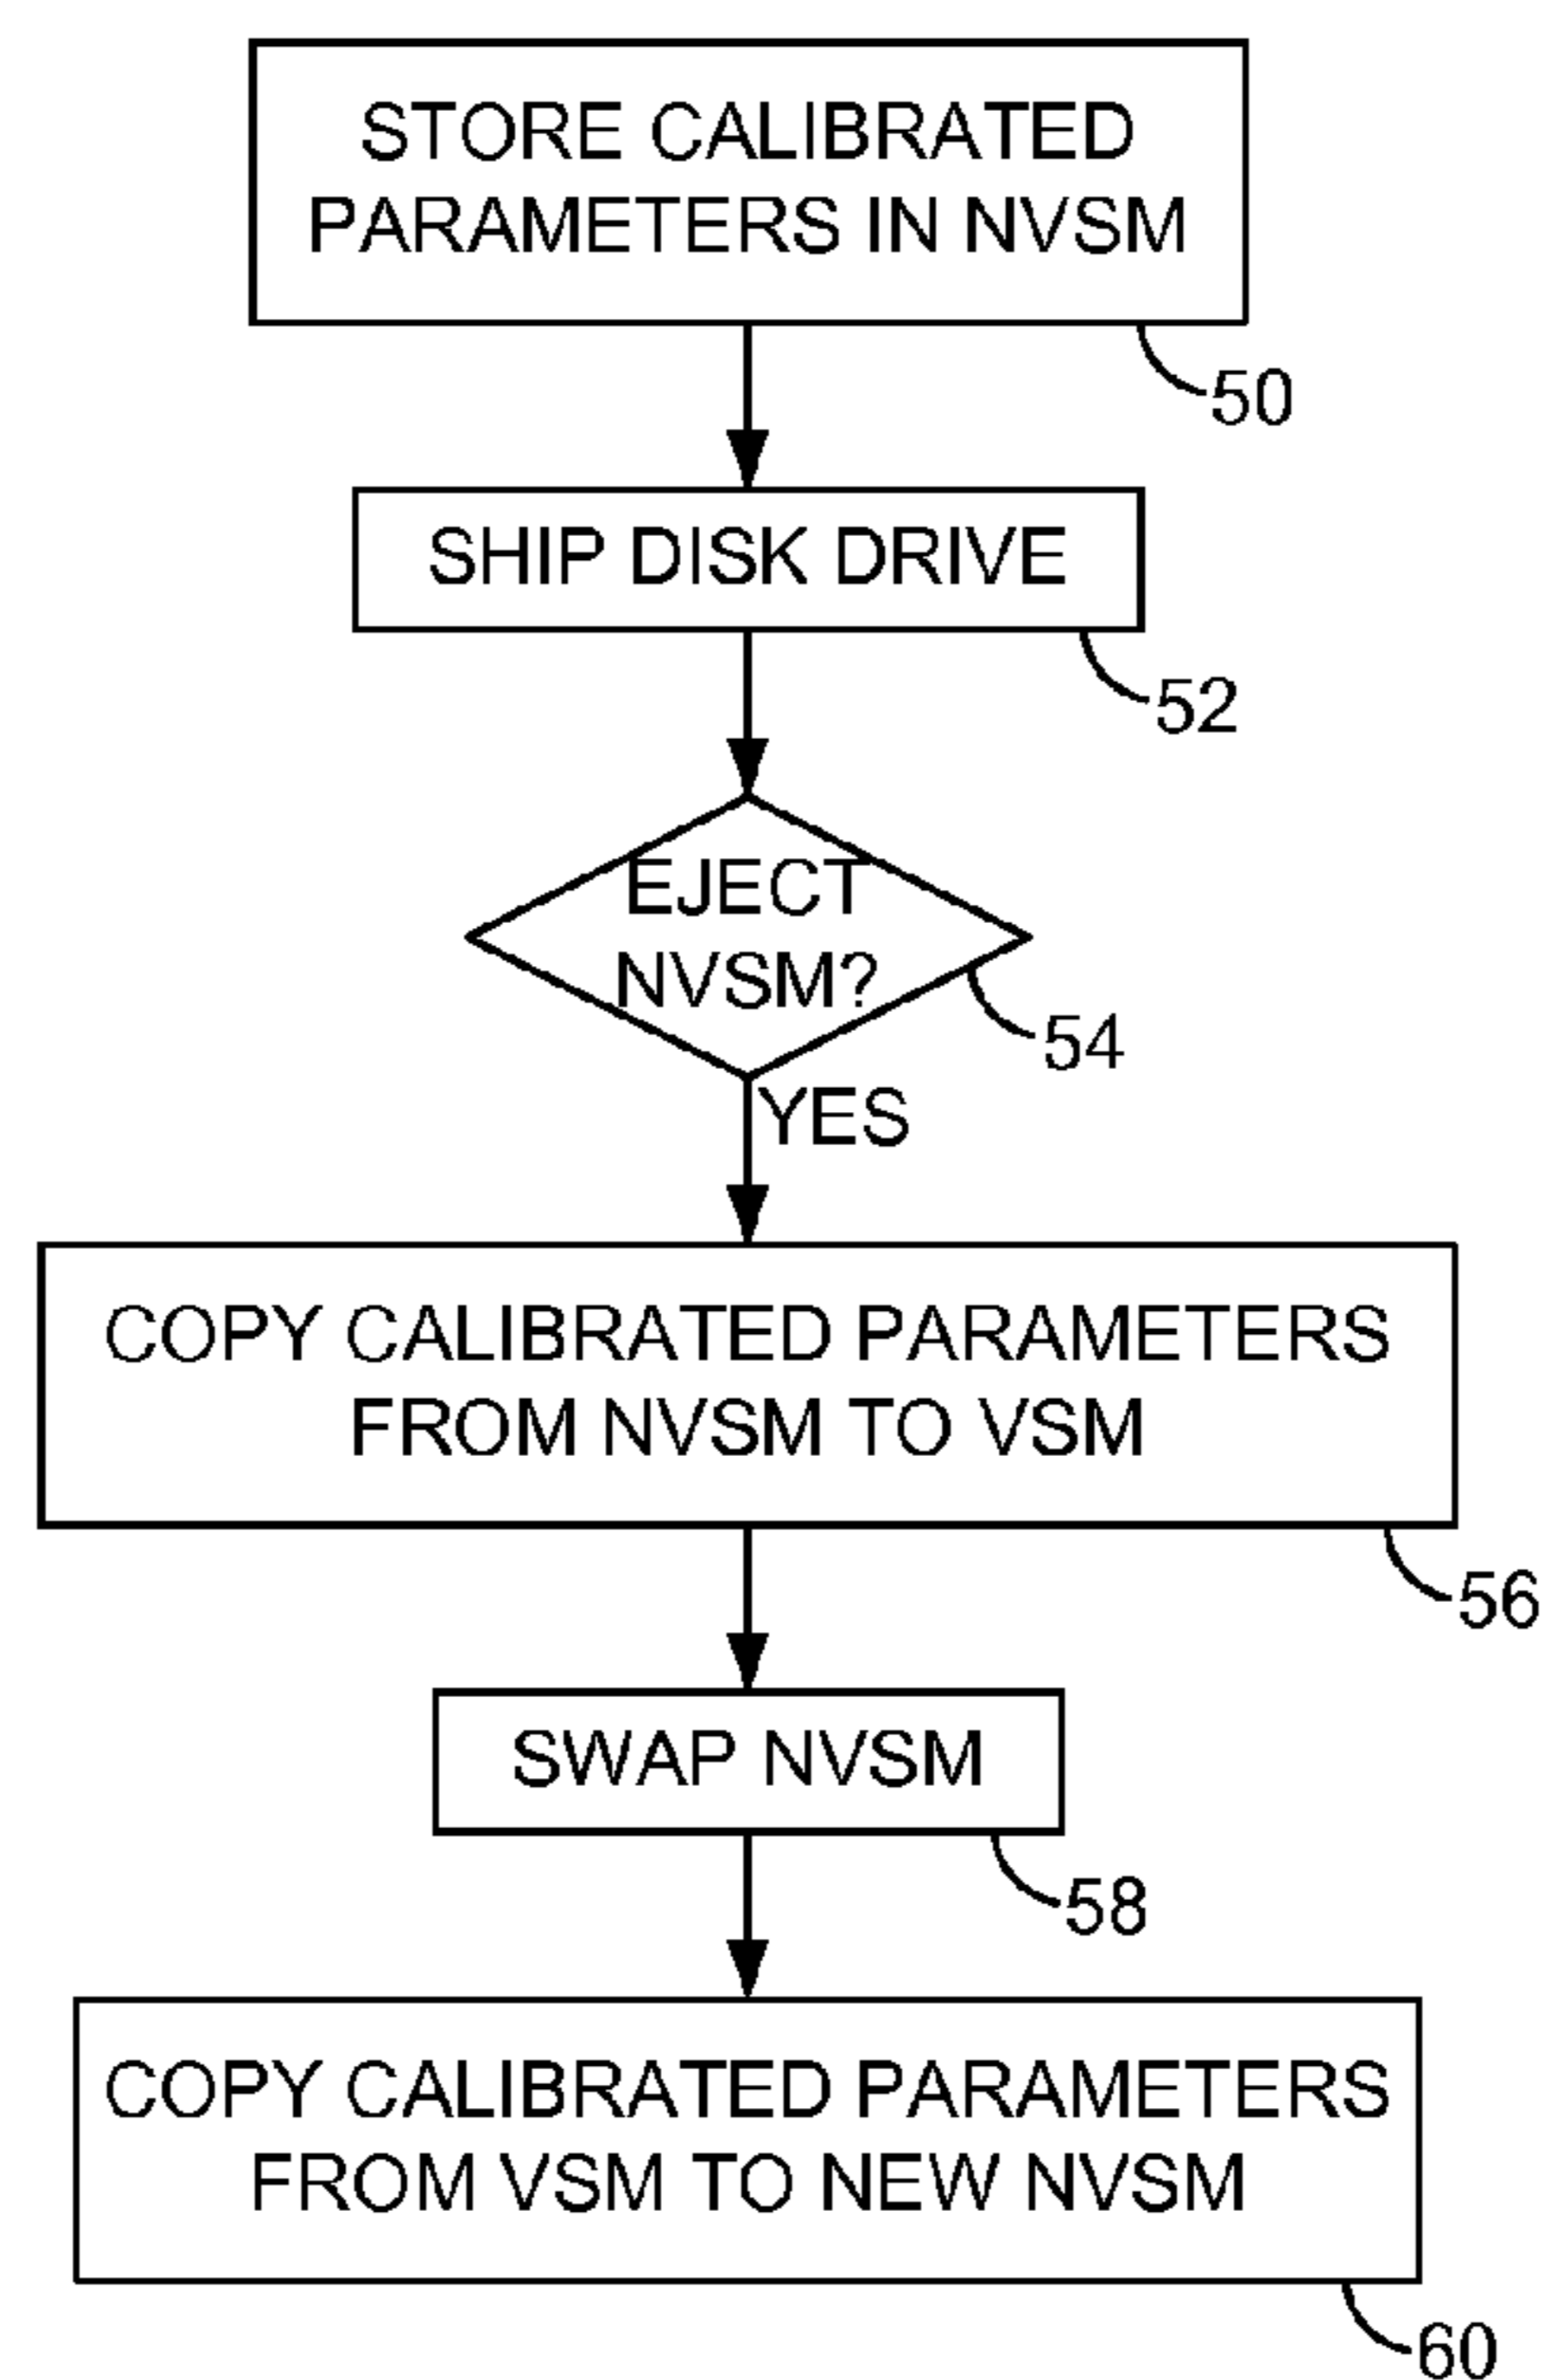 STORE CALIBRATED
PARAMETERS IN NVSM
50
SHIP DISK DRIVE
52
EJECT
NVSM?
54
YES
COPY CALIBRATED PARAMETERS
FROM NVSM TO VSM
56
SWAP NVSM
58
COPY CALIBRATED PARAMETERS
FROM VSM TO NEW NVSM
60